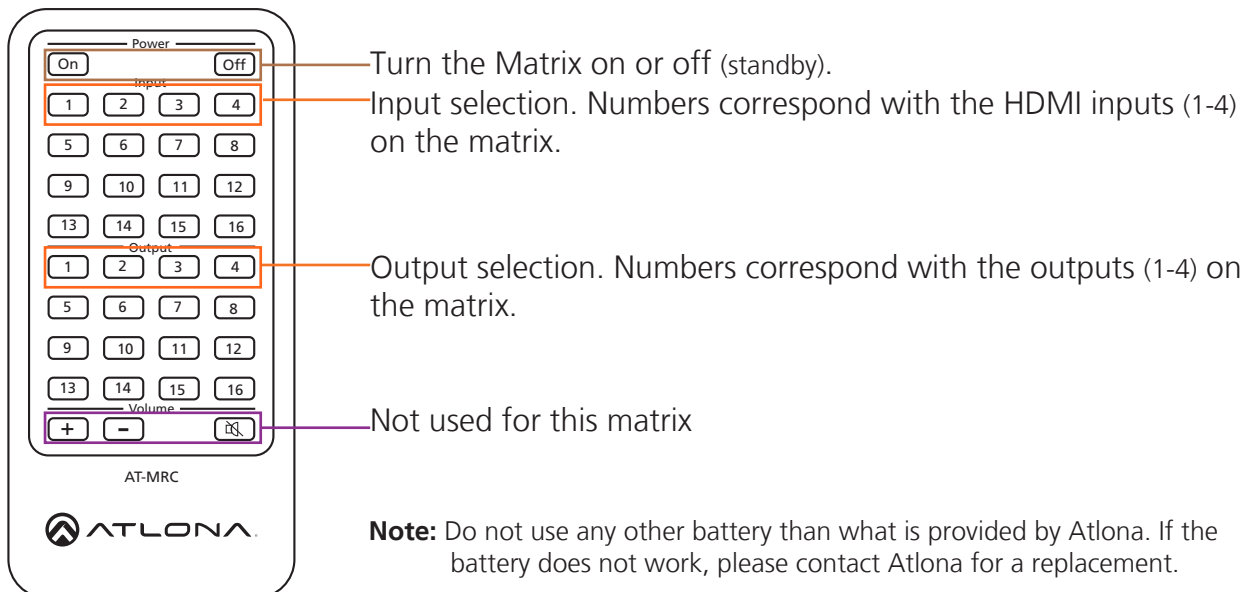 Power
On Off
Input
1 2 3 4
5 6 7 8
9 10 11 12
13 14 15 16
Output
1 2 3 4
5 6 7 8
9 10 11 12
13 14 15 16
Volume
+ −
AT-MRC
ATLONA.
Turn the Matrix on or off (standby).
Input selection. Numbers correspond with the HDMI inputs (1-4)
on the matrix.
Output selection. Numbers correspond with the outputs (1-4) on
the matrix.
Not used for this matrix
Note: Do not use any other battery than what is provided by Atlona. If the
battery does not work, please contact Atlona for a replacement.